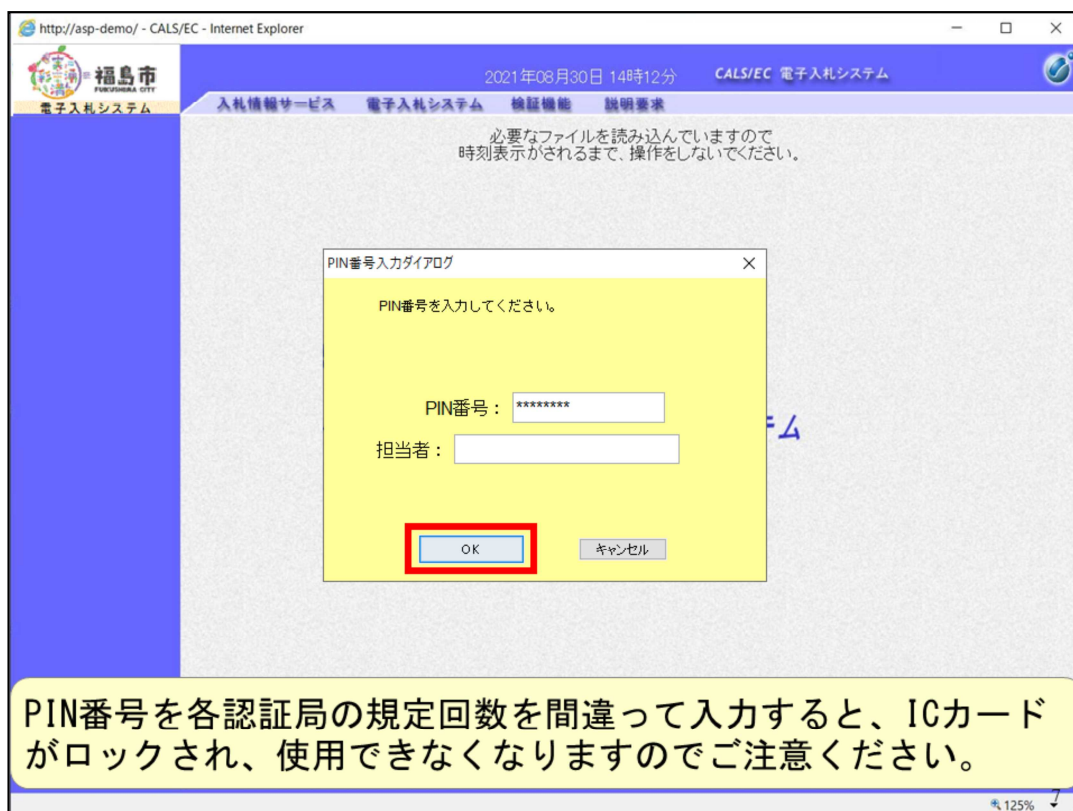 http://asp-demo/ - CALS/EC - Internet Explorer
福島市
FUKUSHIMA CITY
電子入札システム
2021年08月30日 14時12分
CALS/EC 電子入札システム
入札情報サービス 電子入札システム 検証機能 説明要求
必要なファイルを読み込んでいますので
時刻表示がされるまで、操作をしないでください。
PIN番号入力ダイアログ
PIN番号を入力してください。
PIN番号： ********
担当者：
OK キャンセル
テム
PIN番号を各認証局の規定回数を間違って入力すると、ICカード
がロックされ、使用できなくなりますのでご注意ください。
125%
7